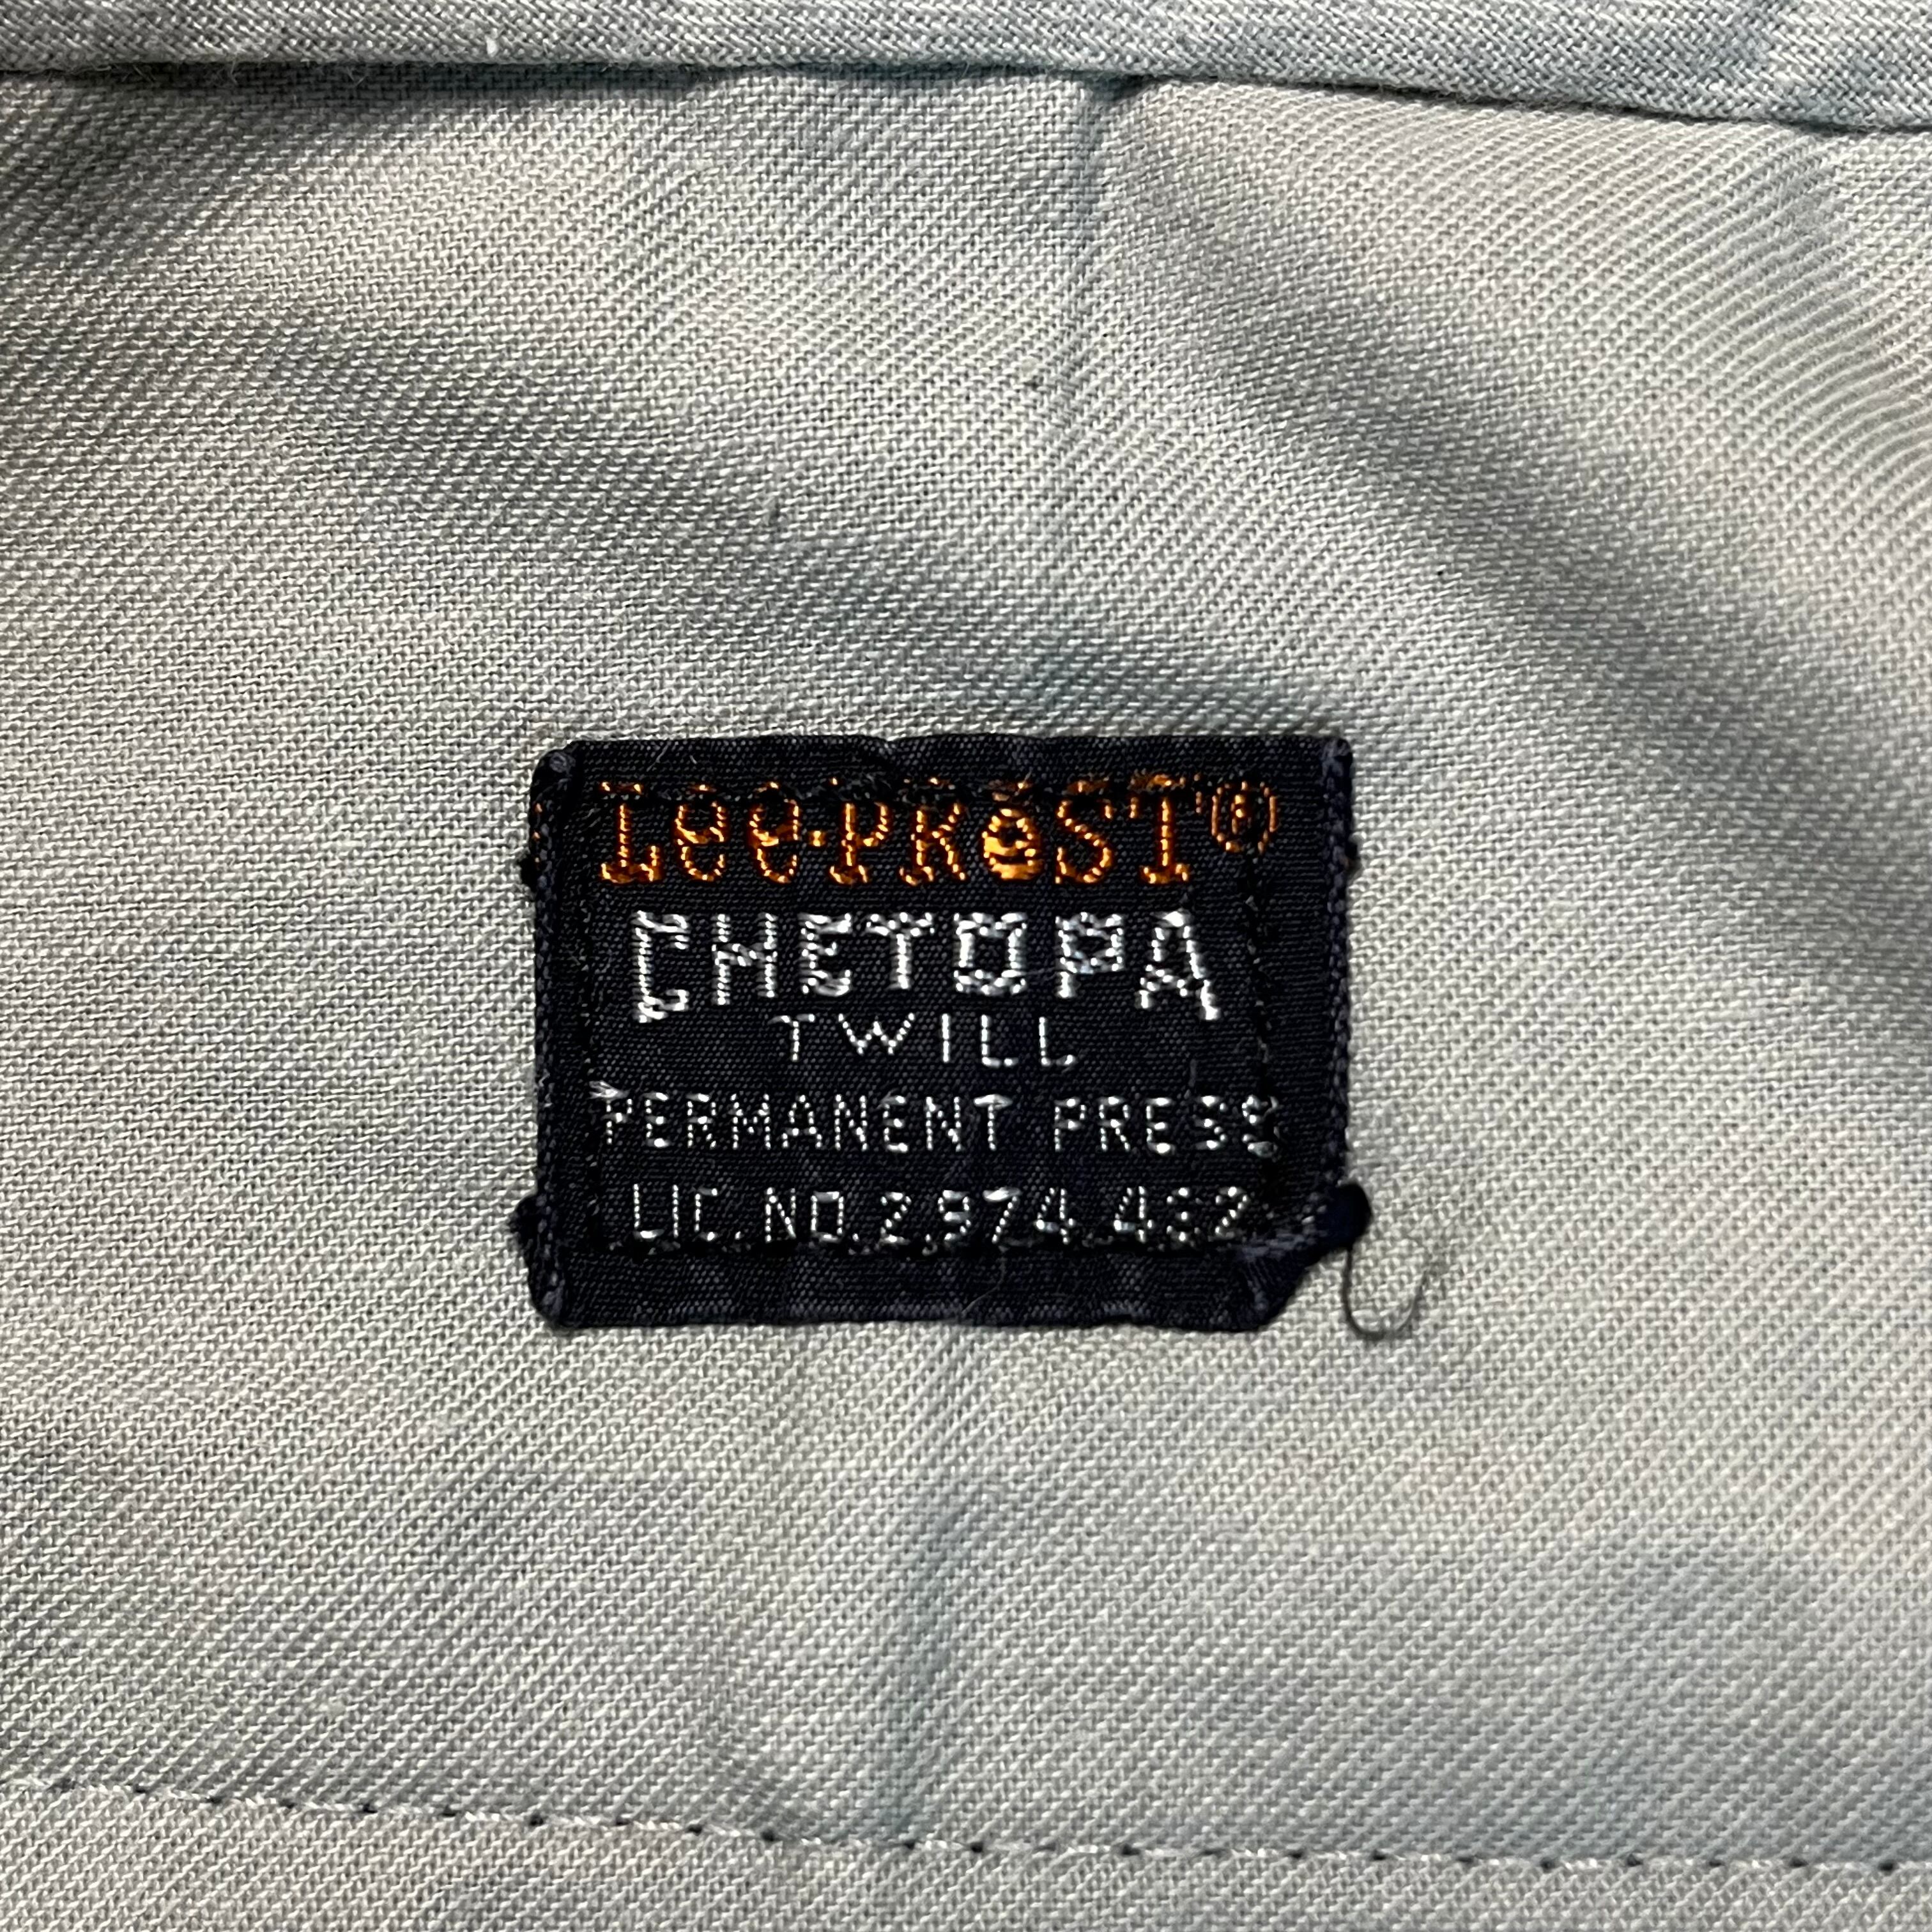 Lee·PReST®
CHETOPA
TWILL
PERMANENT PRESS
LIC. NO. 2,974,432